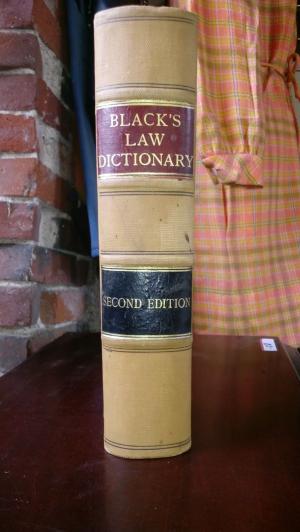 BLACK'S
LAW
DICTIONARY
SECOND EDITION